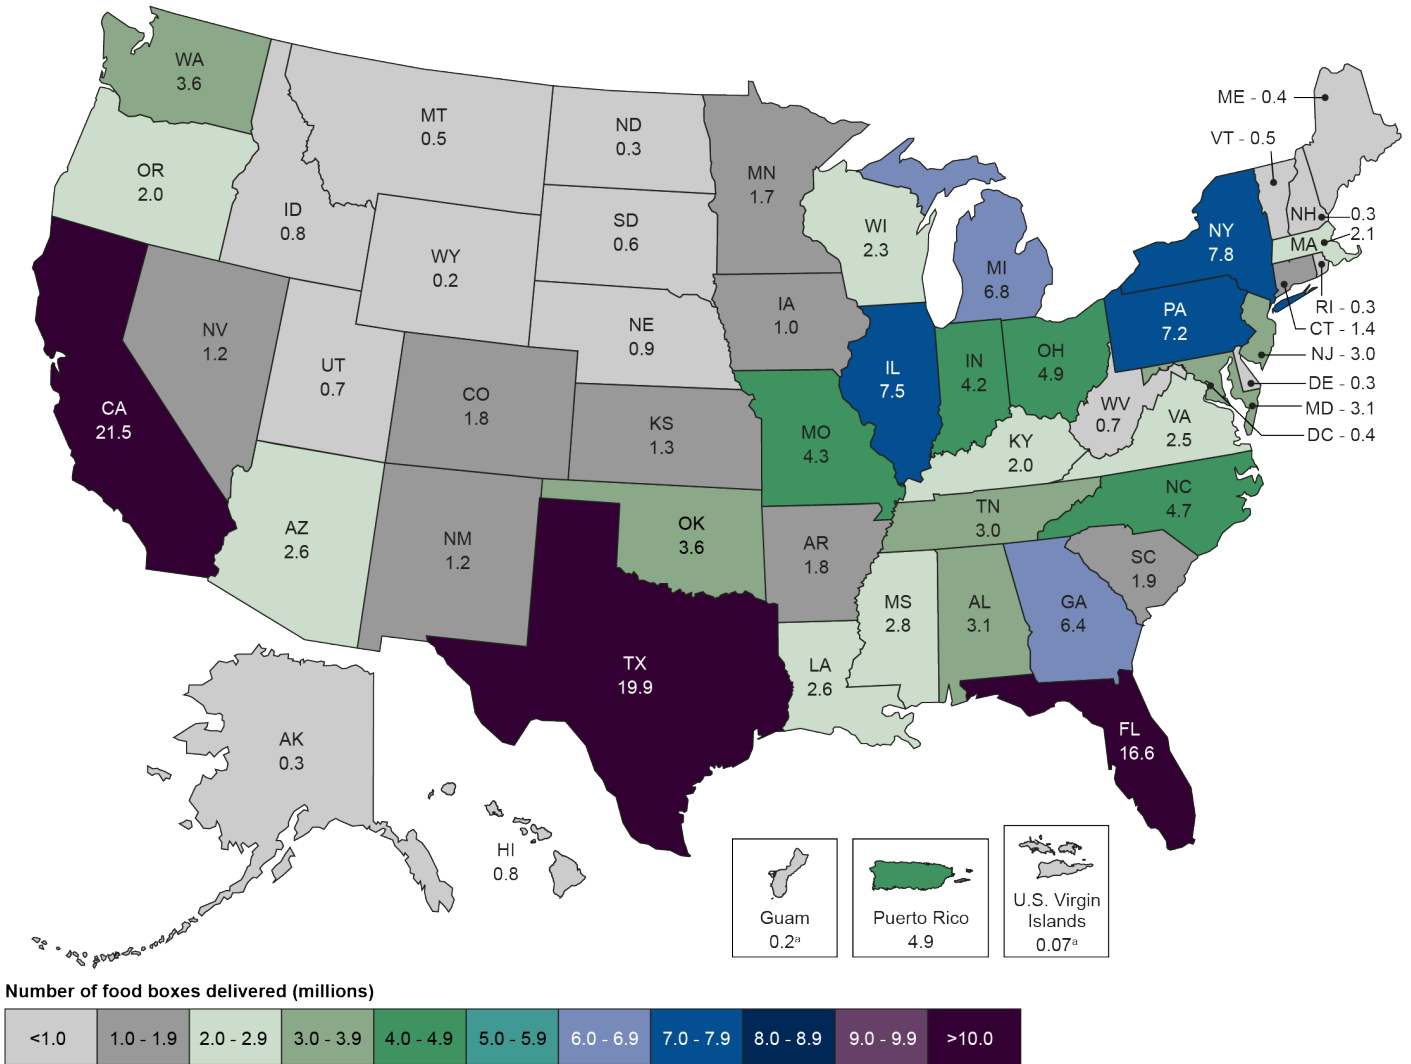 WA
3.6
OR
2.0
MT
0.5
ID
0.8
WY
0.2
ND
0.3
SD
0.6
NE
0.9
MN
1.7
IA
1.0
WI
2.3
MI
6.8
ME - 0.4
VT - 0.5
NH 0.3
MA 2.1
RI - 0.3
CT - 1.4
NJ - 3.0
DE - 0.3
MD - 3.1
DC - 0.4
NY
7.8
PA
7.2
CA
21.5
NV
1.2
UT
0.7
CO
1.8
KS
1.3
MO
4.3
IL
7.5
IN
4.2
OH
4.9
WV
0.7
VA
2.5
KY
2.0
AZ
2.6
NM
1.2
OK
3.6
AR
1.8
TN
3.0
NC
4.7
SC
1.9
MS
2.8
AL
3.1
GA
6.4
TX
19.9
LA
2.6
FL
16.6
AK
0.3
HI
0.8
Guam
0.2ᵃ
Puerto Rico
4.9
U.S. Virgin
Islands
0.07ᵃ
Number of food boxes delivered (millions)
<1.0 1.0 - 1.9 2.0 - 2.9 3.0 - 3.9 4.0 - 4.9 5.0 - 5.9 6.0 - 6.9 7.0 - 7.9 8.0 - 8.9 9.0 - 9.9 >10.0